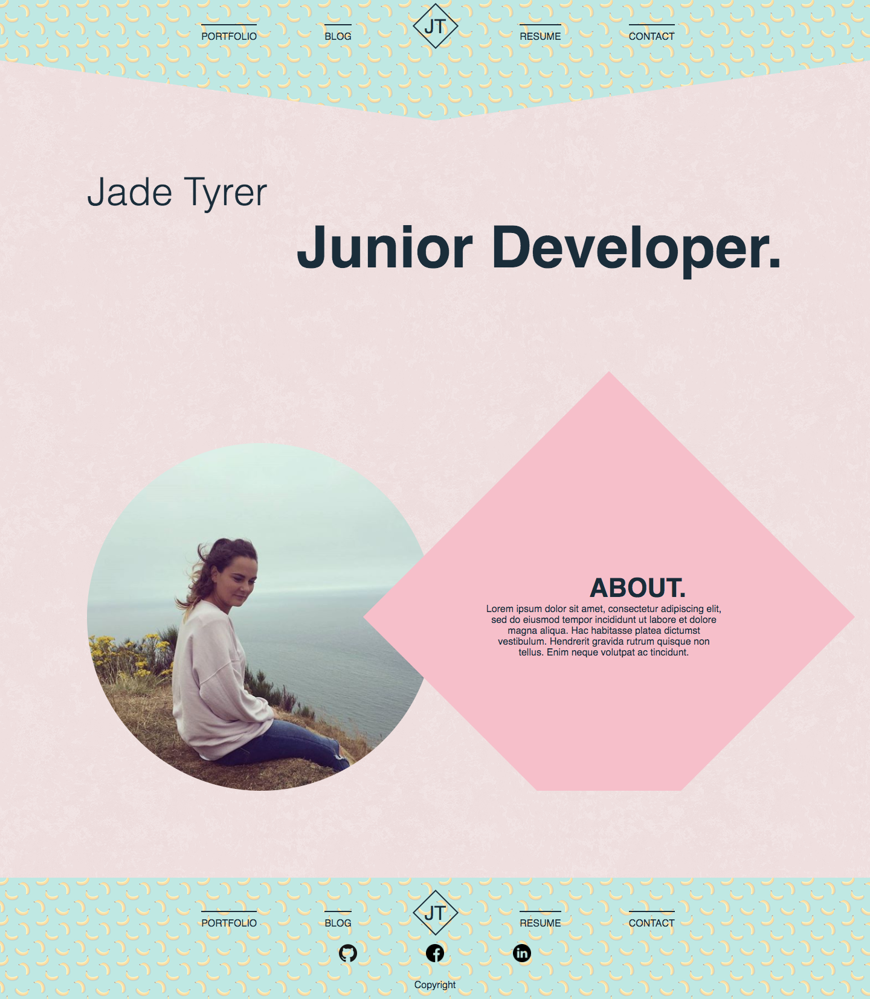 PORTFOLIO BLOG JT RESUME CONTACT
Jade Tyrer
Junior Developer.
ABOUT.
Lorem ipsum dolor sit amet, consectetur adipiscing elit,
sed do eiusmod tempor incididunt ut labore et dolore
magna aliqua. Hac habitasse platea dictumst
vestibulum. Hendrerit gravida rutrum quisque non
tellus. Enim neque volutpat ac tincidunt.
PORTFOLIO BLOG JT RESUME CONTACT
in
Copyright